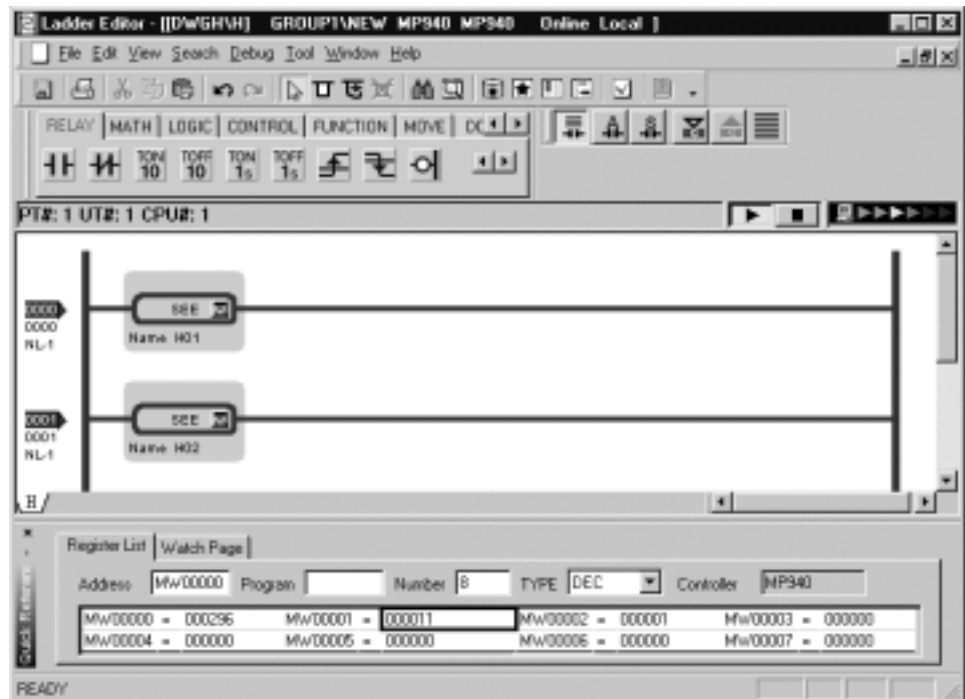 Ladder Editor - [[DWGH\H] GROUP1\NEW MP940 MP940 Online Local ]
File Edit View Search Debug Tool Window Help
RELAY MATH LOGIC CONTROL FUNCTION MOVE
TON 10 TOFF 10 TON 1s TOFF 1s
PT#: 1 UT#: 1 CPU#: 1
0000 SEE
0000
NL-1 Name H01
0001 SEE
0001
NL-1 Name H02
H
Quick Reference
Register List Watch Page
Address MW00000 Program Number 8 TYPE DEC Controller MP940
MW00000 = 000296 MW00001 = 000011 MW00002 = 000001 MW00003 = 000000
MW00004 = 000000 MW00005 = 000000 MW00006 = 000000 MW00007 = 000000
READY